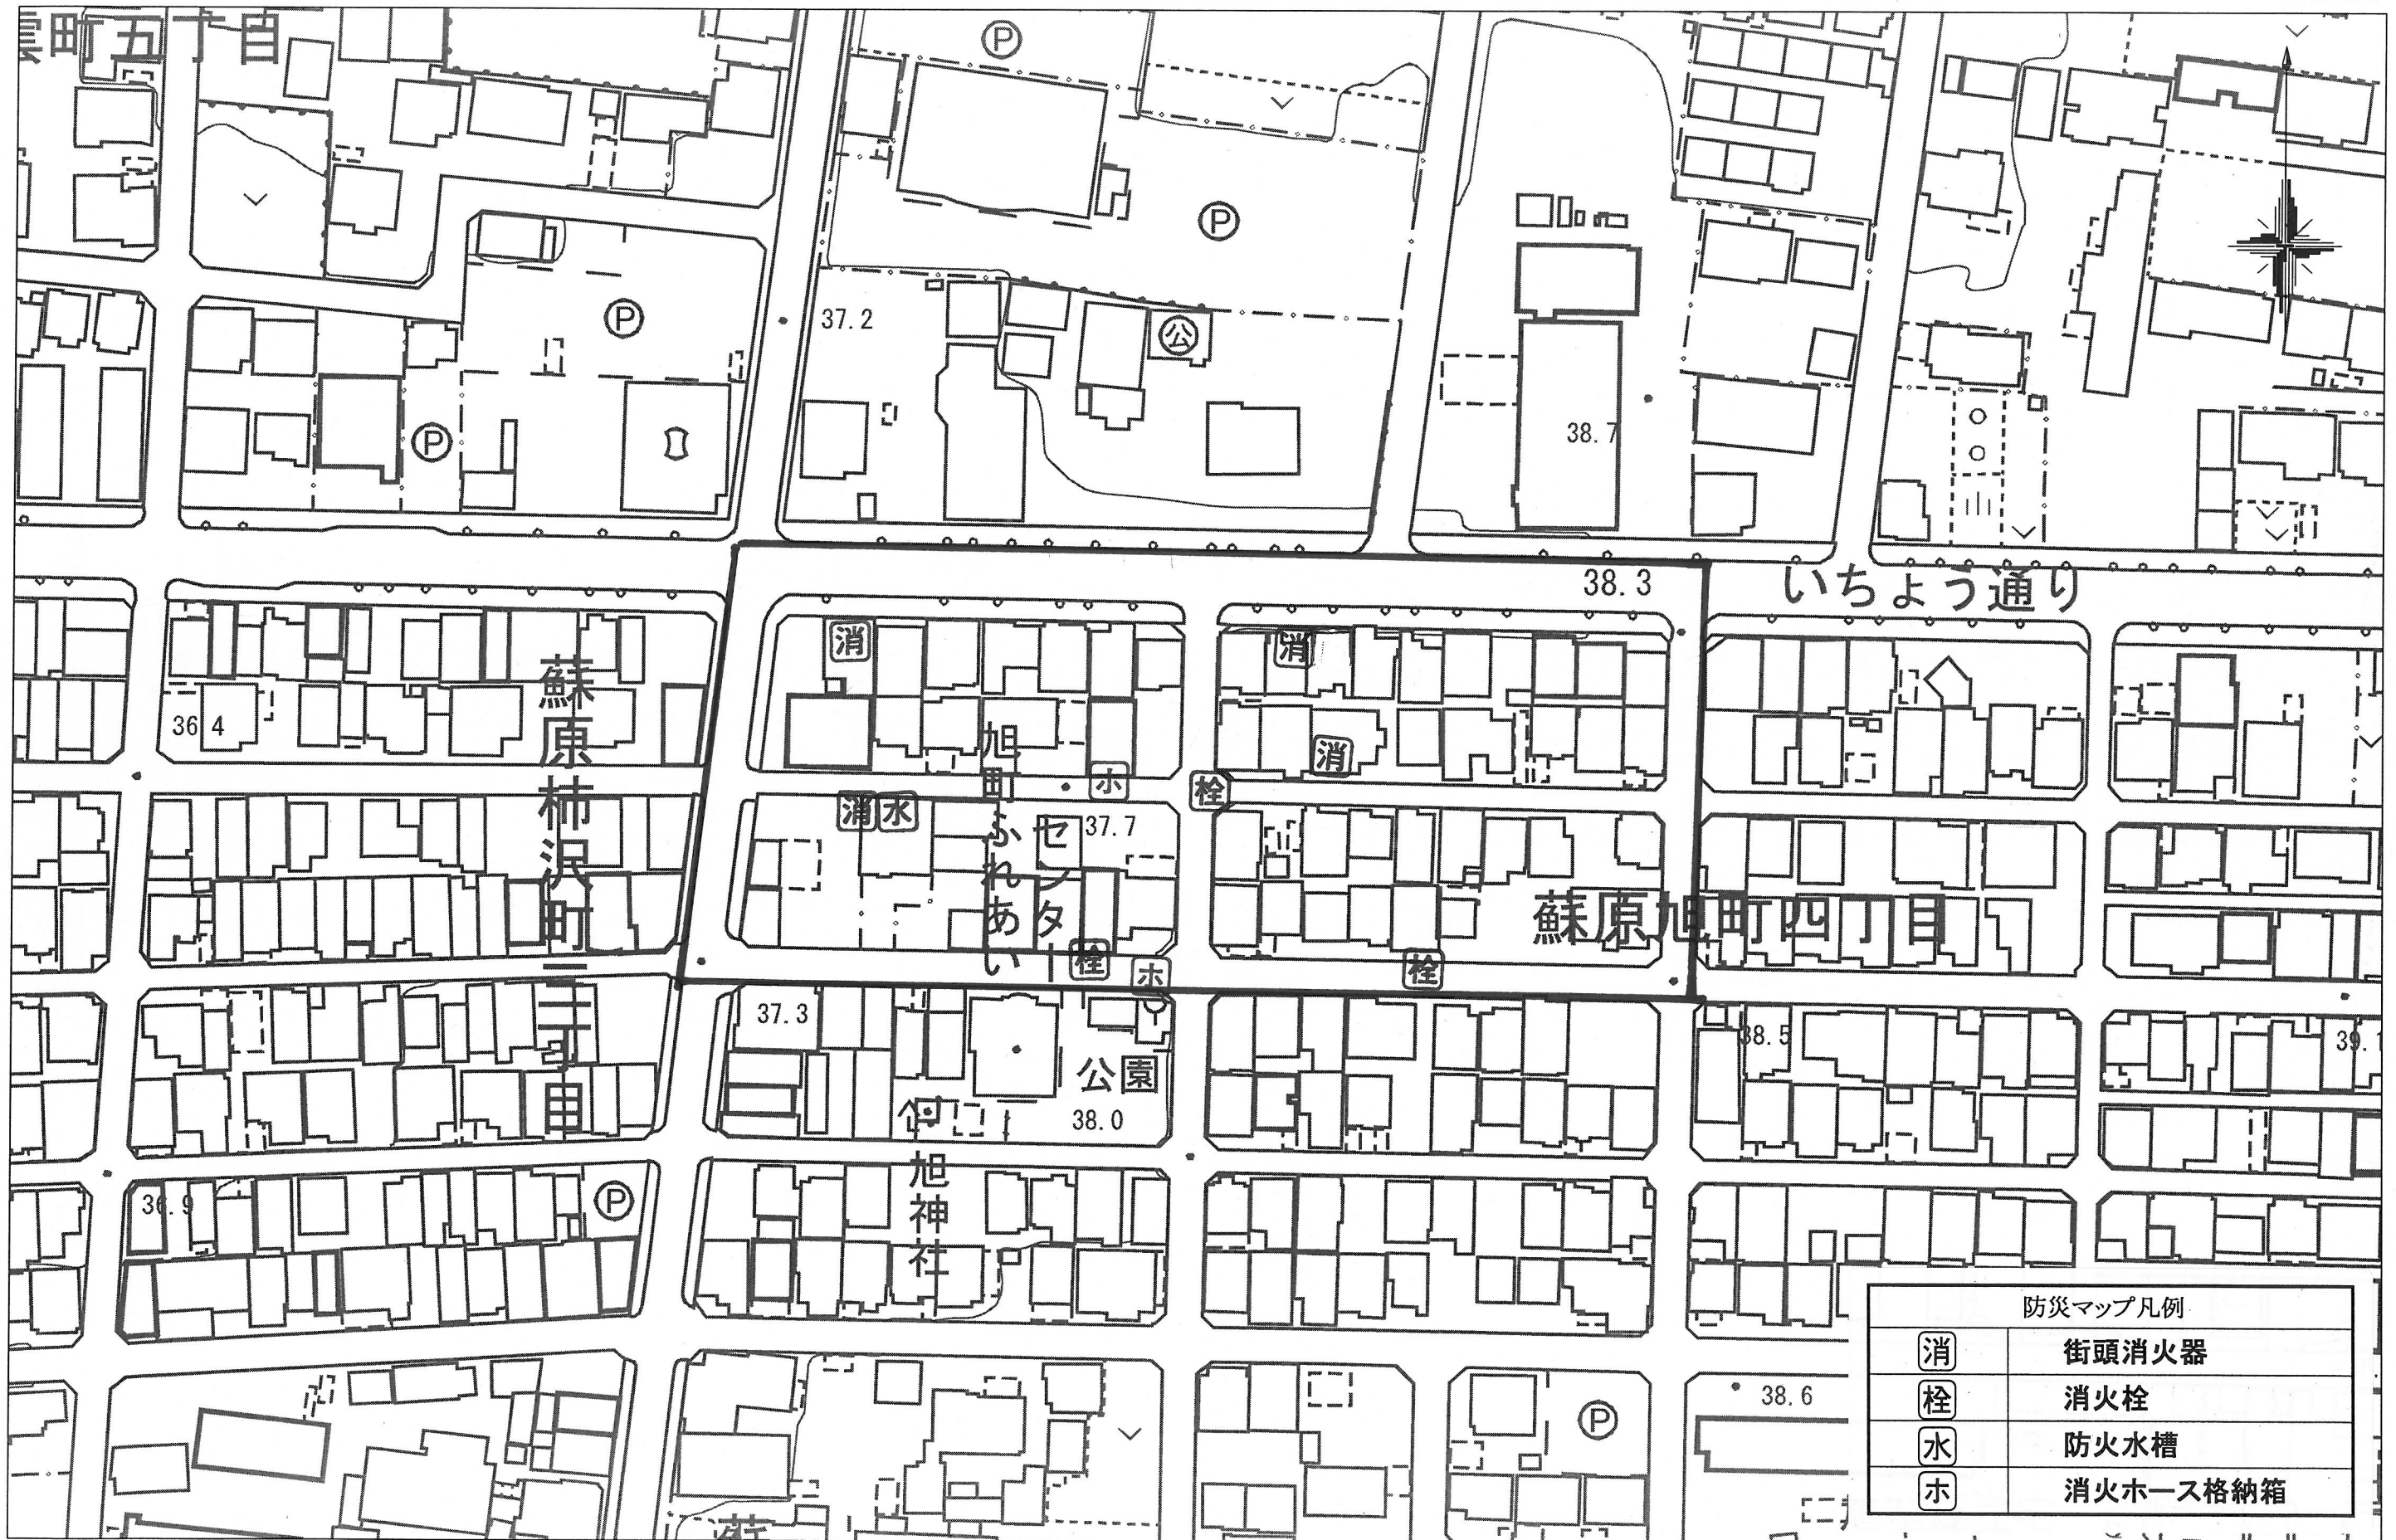 雲町五丁目
Ⓟ
Ⓟ
Ⓟ
Ⓟ
公
37.2
38.7
38.3
いちょう通り
消
消
消
消
水
ホ
栓
36.4
蘇原柿沢町三丁目
旭町ふれあい
センター
37.7
蘇原旭町四丁目
栓
ホ
栓
37.3
公園
38.0
38.5
39.1
旭神社
36.9
Ⓟ
38.6
Ⓟ
防災マップ凡例
消 街頭消火器
栓 消火栓
水 防火水槽
ホ 消火ホース格納箱